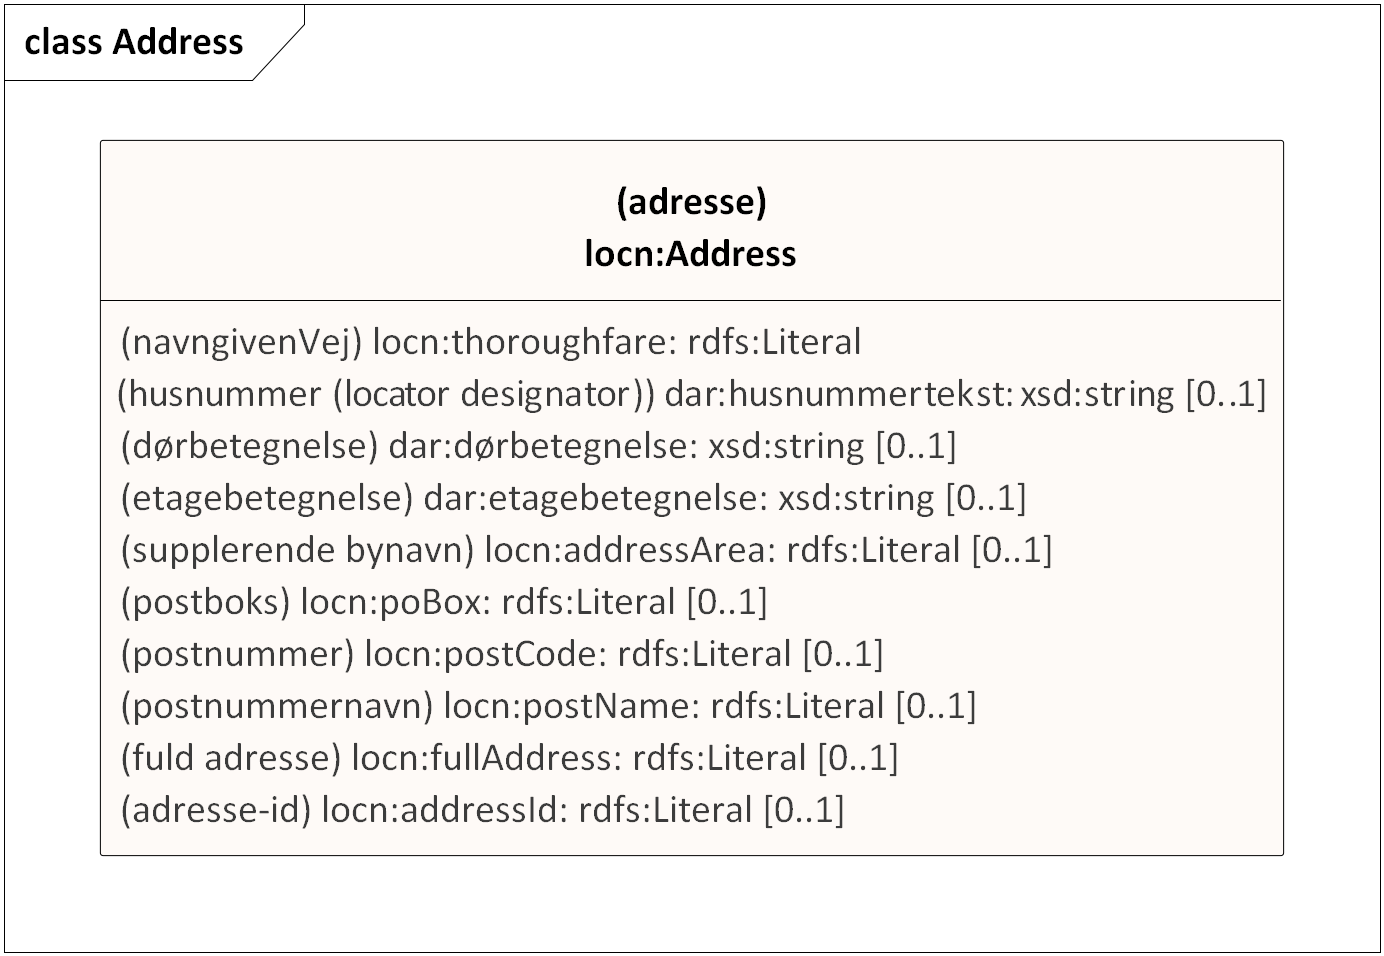 class Address
(adresse)
locn:Address
(navngivenVej) locn:thoroughfare: rdfs:Literal
(husnummer (locator designator)) dar:husnummertekst: xsd:string [0..1]
(dørbetegnelse) dar:dørbetegnelse: xsd:string [0..1]
(etagebetegnelse) dar:etagebetegnelse: xsd:string [0..1]
(supplerende bynavn) locn:addressArea: rdfs:Literal [0..1]
(postboks) locn:poBox: rdfs:Literal [0..1]
(postnummer) locn:postCode: rdfs:Literal [0..1]
(postnummernavn) locn:postName: rdfs:Literal [0..1]
(fuld adresse) locn:fullAddress: rdfs:Literal [0..1]
(adresse-id) locn:addressId: rdfs:Literal [0..1]